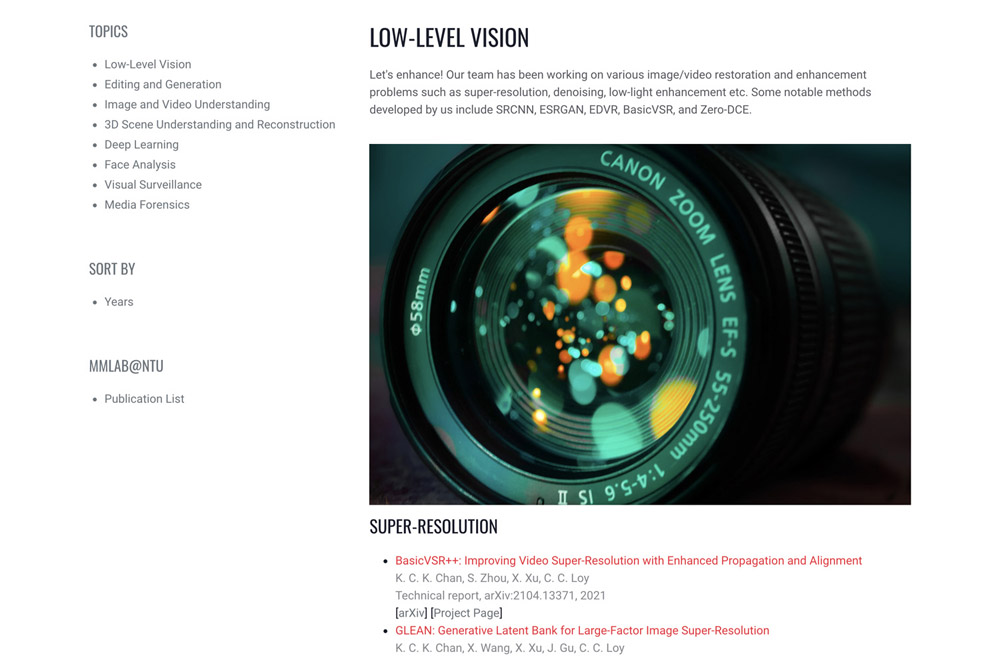 TOPICS
Low-Level Vision
Editing and Generation
Image and Video Understanding
3D Scene Understanding and Reconstruction
Deep Learning
Face Analysis
Visual Surveillance
Media Forensics
SORT BY
Years
MMLAB@NTU
Publication List
LOW-LEVEL VISION
Let's enhance! Our team has been working on various image/video restoration and enhancement
problems such as super-resolution, denoising, low-light enhancement etc. Some notable methods
developed by us include SRCNN, ESRGAN, EDVR, BasicVSR, and Zero-DCE.
Φ58mm
CANON ZOOM LENS EF-S 55-250mm 1:4-5.6 IS II
SUPER-RESOLUTION
BasicVSR++: Improving Video Super-Resolution with Enhanced Propagation and Alignment
K. C. K. Chan, S. Zhou, X. Xu, C. C. Loy
Technical report, arXiv:2104.13371, 2021
[arXiv] [Project Page]
GLEAN: Generative Latent Bank for Large-Factor Image Super-Resolution
K. C. K. Chan, X. Wang, X. Xu, J. Gu, C. C. Loy